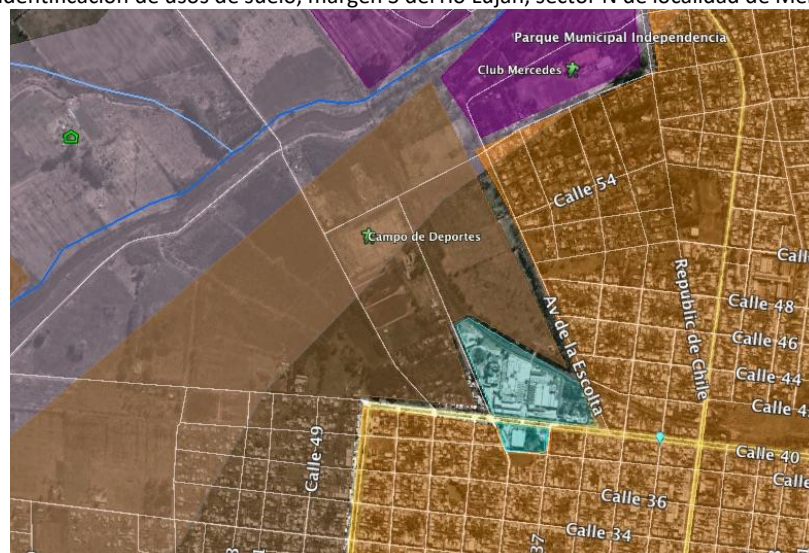 Identificación de usos de suelo, margen S del río Luján, sector N de localidad de
Parque Municipal Independencia
Club Mercedes
Calle 54
Campo de Deportes
Calle 48
Republic de Chile
Av de la Escolta
Calle 46
Calle 44
Calle 40
Calle 49
Calle 36
37
Calle 34